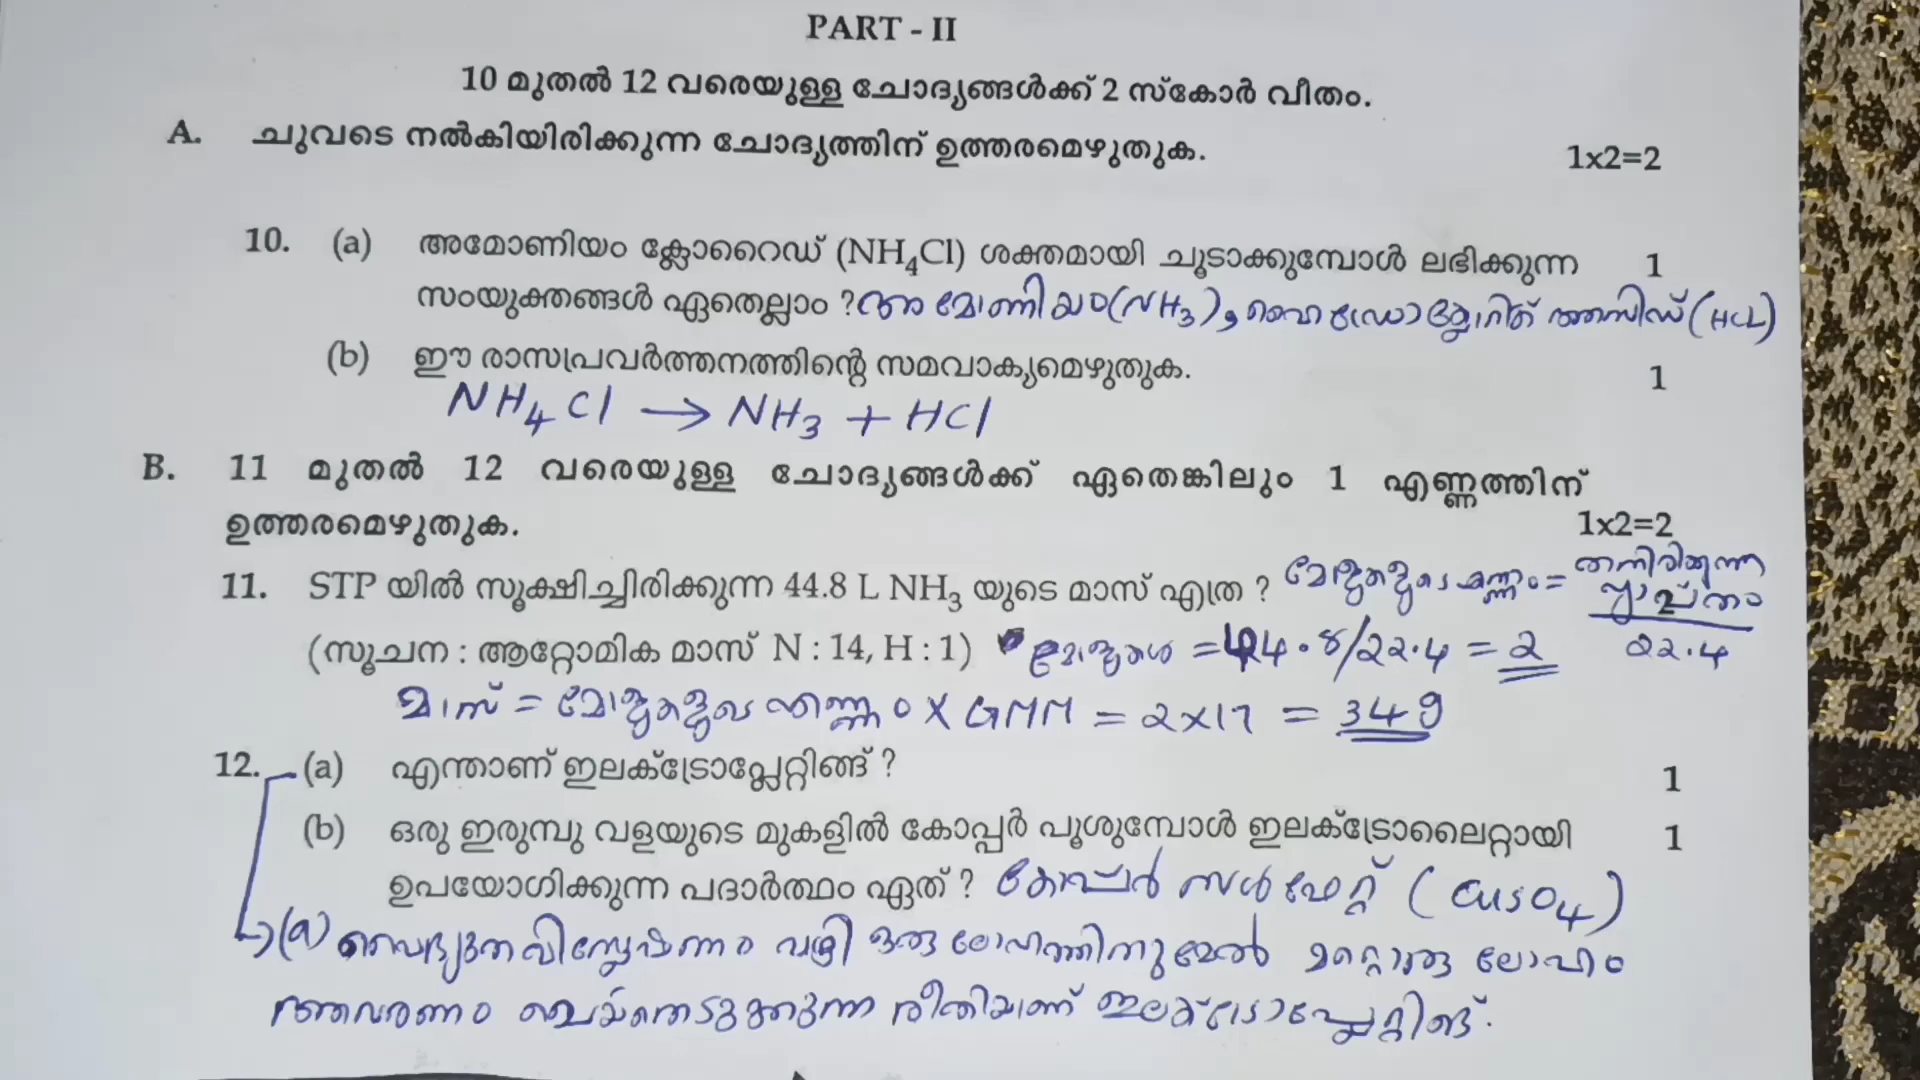 PART - II
10 മുതൽ 12 വരെയുള്ള ചോദ്യങ്ങൾക്ക് 2 സ്കോർ വീതം.
A. ചുവടെ നൽകിയിരിക്കുന്ന ചോദ്യത്തിന് ഉത്തരമെഴുതുക. 1x2=2
10. (a) അമോണിയം ക്ലോറൈഡ് (NH₄Cl) ശക്തമായി ചൂടാക്കുമ്പോൾ ലഭിക്കുന്ന 1
സംയുക്തങ്ങൾ ഏതെല്ലാം ? അമോണിയം (NH₃), ഹൈഡ്രോക്ലോറിക് ആസിഡ് (HCl)
(b) ഈ രാസപ്രവർത്തനത്തിന്റെ സമവാക്യമെഴുതുക. 1
NH₄Cl → NH₃ + HCl
B. 11 മുതൽ 12 വരെയുള്ള ചോദ്യങ്ങൾക്ക് ഏതെങ്കിലും 1 എണ്ണത്തിന്
ഉത്തരമെഴുതുക. 1x2=2
11. STP യിൽ സൂക്ഷിച്ചിരിക്കുന്ന 44.8 L NH₃ യുടെ മാസ് എത്ര ? മോളുകളുടെ എണ്ണം = തന്നിരിക്കുന്ന
വ്യാപ്തം 2
(സൂചന : ആറ്റോമിക മാസ് N : 14, H : 1) മോളുകൾ = 44.8/22.4 = 2 22.4
മാസ് = മോളുകളുടെ എണ്ണം X GMM = 2x17 = 34g
12. (a) എന്താണ് ഇലക്ട്രോപ്ലേറ്റിങ്ങ് ? 1
(b) ഒരു ഇരുമ്പു വളയുടെ മുകളിൽ കോപ്പർ പൂശുമ്പോൾ ഇലക്ട്രോലൈറ്റായി 1
ഉപയോഗിക്കുന്ന പദാർത്ഥം ഏത് ? കോപ്പർ സൾഫേറ്റ് (CuSO₄)
→(a) വൈദ്യുതവിശ്ലേഷണം വഴി ഒരു ലോഹത്തിനുമേൽ മറ്റൊരു ലോഹം
ആവരണം ചെയ്തെടുക്കുന്ന രീതിയാണ് ഇലക്ട്രോപ്ലേറ്റിങ്ങ്.